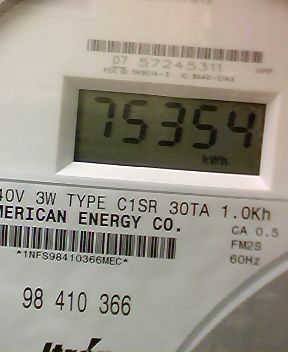 07 57245311
75354
kWh
40V 3W TYPE C1SR 30TA 1.0Kh
MERICAN ENERGY CO.
CA 0.5
FM2S
60Hz
*1NFS98410366MEC*
98 410 366
Itron